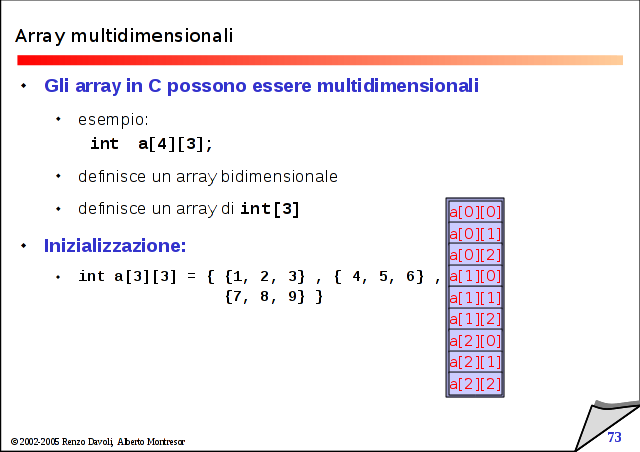 Array multidimensionali
Gli array in C possono essere multidimensionali
esempio:
int a[4][3];
definisce un array bidimensionale
definisce un array di int[3]
Inizializzazione:
int a[3][3] = { {1, 2, 3} , { 4, 5, 6} ,
{7, 8, 9} }
a[0][0]
a[0][1]
a[0][2]
a[1][0]
a[1][1]
a[1][2]
a[2][0]
a[2][1]
a[2][2]
© 2002-2005 Renzo Davoli, Alberto Montresor
73